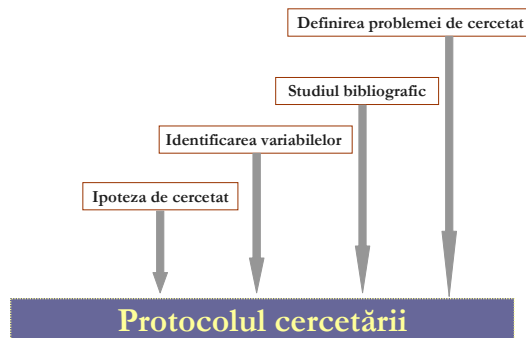 Definirea problemei de cercetat
Studiul bibliografic
Identificarea variabilelor
Ipoteza de cercetat
Protocolul cercetării